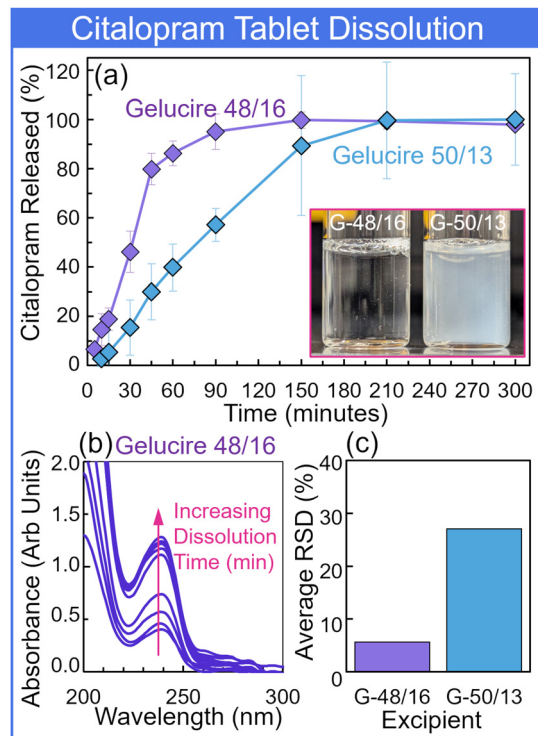 Citalopram Tablet Dissolution
(a)
Citalopram Released (%)
120
100
80
60
40
20
0
Gelucire 48/16
Gelucire 50/13
G-48/16 G-50/13
0 30 60 90 120 150 180 210 240 270 300
Time (minutes)
(b) Gelucire 48/16
Absorbance (Arb Units)
2.0
1.5
1.0
0.5
0.0
Increasing
Dissolution
Time (min)
200 250 300
Wavelength (nm)
(c)
Average RSD (%)
40
30
20
10
0
G-48/16 G-50/13
Excipient